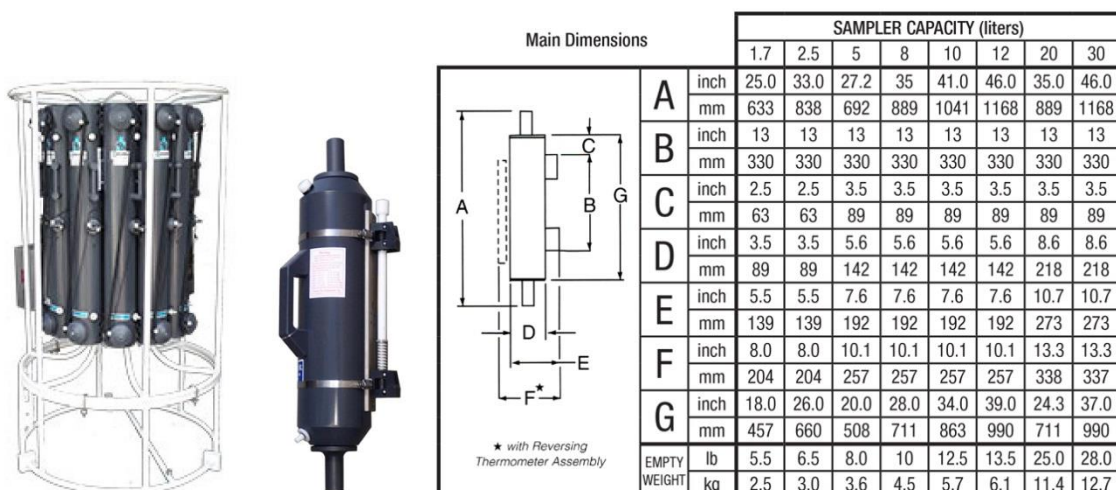 Main Dimensions
SAMPLER CAPACITY (liters)
1.7 2.5 5 8 10 12 20 30
A inch 25.0 33.0 27.2 35 41.0 46.0 35.0 46.0
mm 633 838 692 889 1041 1168 889 1168
B inch 13 13 13 13 13 13 13 13
mm 330 330 330 330 330 330 330 330
C inch 2.5 2.5 3.5 3.5 3.5 3.5 3.5 3.5
mm 63 63 89 89 89 89 89 89
D inch 3.5 3.5 5.6 5.6 5.6 5.6 8.6 8.6
mm 89 89 142 142 142 142 218 218
E inch 5.5 5.5 7.6 7.6 7.6 7.6 10.7 10.7
mm 139 139 192 192 192 192 273 273
F inch 8.0 8.0 10.1 10.1 10.1 10.1 13.3 13.3
mm 204 204 257 257 257 257 338 337
G inch 18.0 26.0 20.0 28.0 34.0 39.0 24.3 37.0
mm 457 660 508 711 863 990 711 990
EMPTY WEIGHT lb 5.5 6.5 8.0 10 12.5 13.5 25.0 28.0
kg 2.5 3.0 3.6 4.5 5.7 6.1 11.4 12.7
C
A B G
D
E
F★
★ with Reversing
Thermometer Assembly